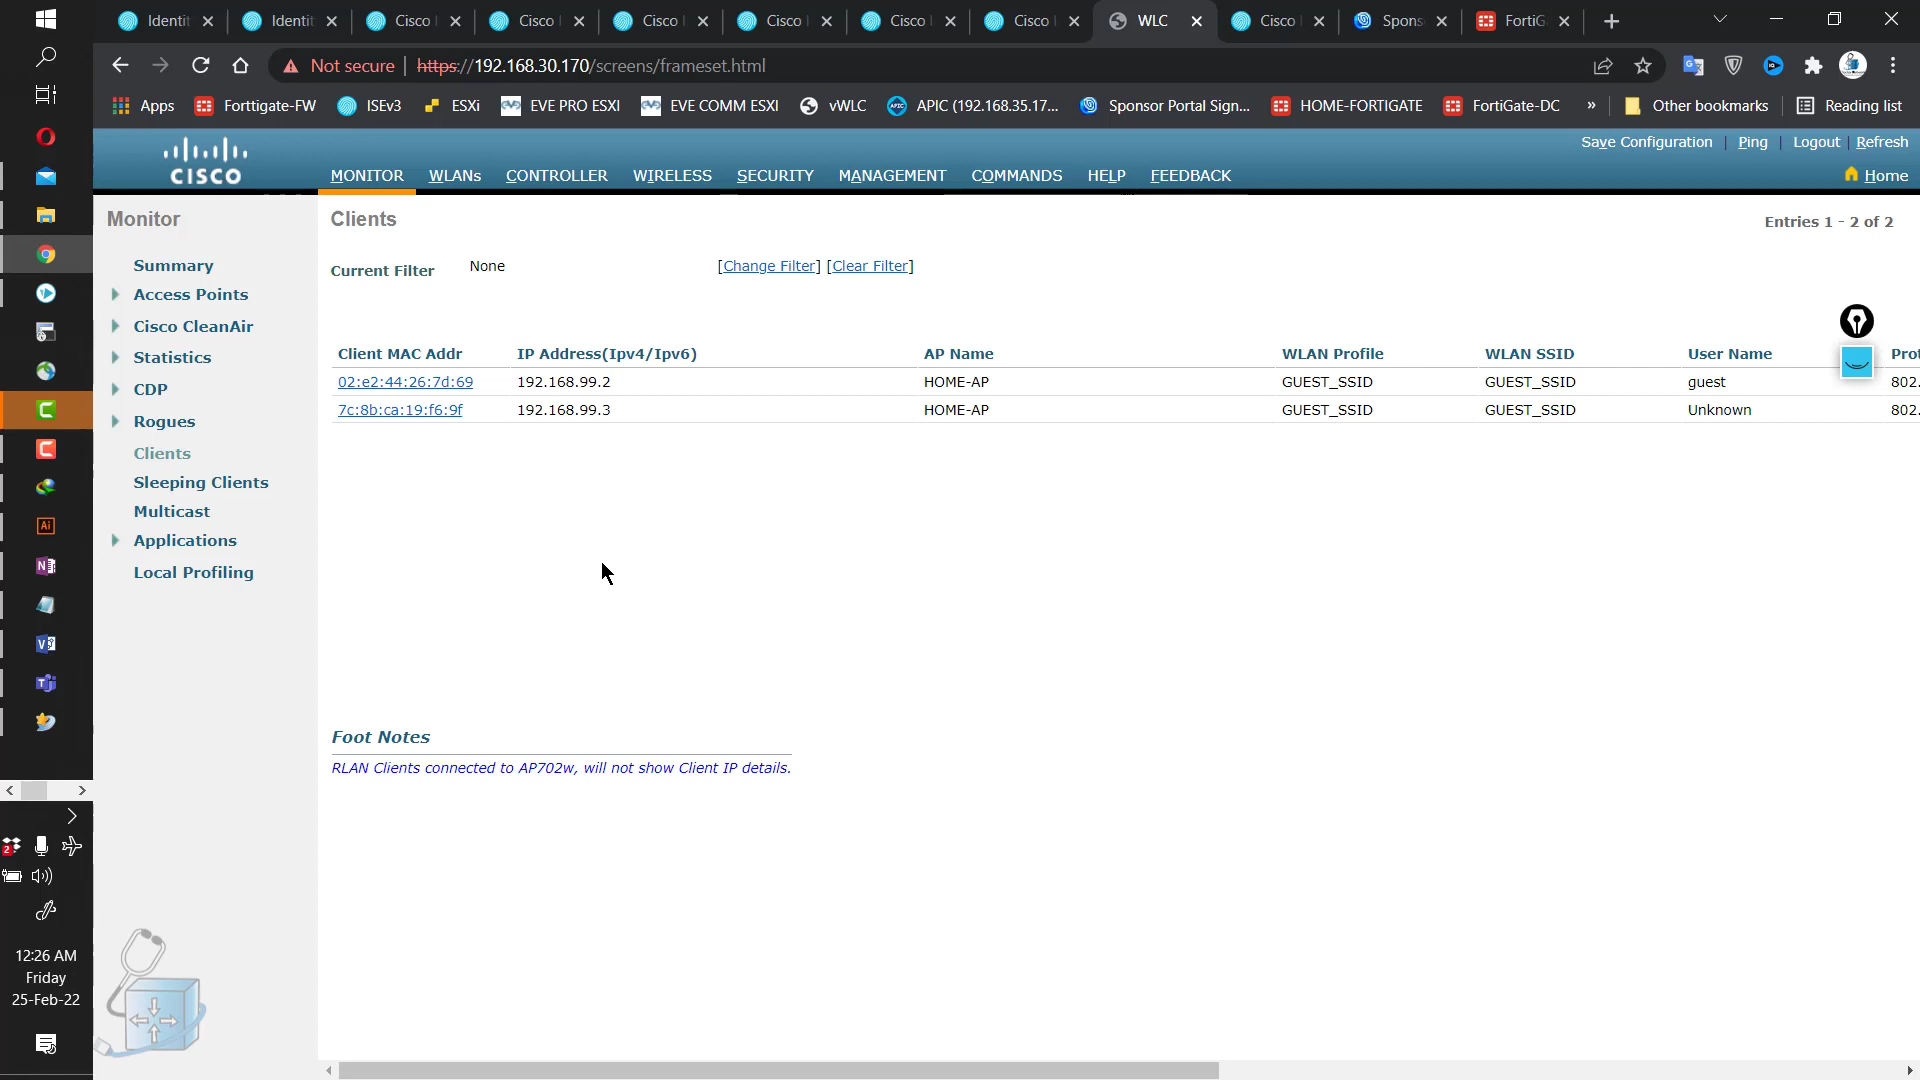 Identit
Identit
Cisco
Cisco
Cisco
Cisco
Cisco
Cisco
WLC
Cisco
Spons
FortiG
Not secure
https://192.168.30.170/screens/frameset.html
Apps
Forttigate-FW
ISEv3
ESXi
EVE PRO ESXI
EVE COMM ESXI
vWLC
APIC (192.168.35.17...
Sponsor Portal Sign...
HOME-FORTIGATE
FortiGate-DC
»
Other bookmarks
Reading list
CISCO
Save Configuration | Ping | Logout | Refresh
MONITOR WLANs CONTROLLER WIRELESS SECURITY MANAGEMENT COMMANDS HELP FEEDBACK
Home
Monitor
Summary
Access Points
Cisco CleanAir
Statistics
CDP
Rogues
Clients
Sleeping Clients
Multicast
Applications
Local Profiling
Clients
Entries 1 - 2 of 2
Current Filter None [Change Filter] [Clear Filter]
Client MAC Addr IP Address(Ipv4/Ipv6) AP Name WLAN Profile WLAN SSID User Name Prot
02:e2:44:26:7d:69 192.168.99.2 HOME-AP GUEST_SSID GUEST_SSID guest 802.
7c:8b:ca:19:f6:9f 192.168.99.3 HOME-AP GUEST_SSID GUEST_SSID Unknown 802.
Foot Notes
RLAN Clients connected to AP702w, will not show Client IP details.
12:26 AM
Friday
25-Feb-22